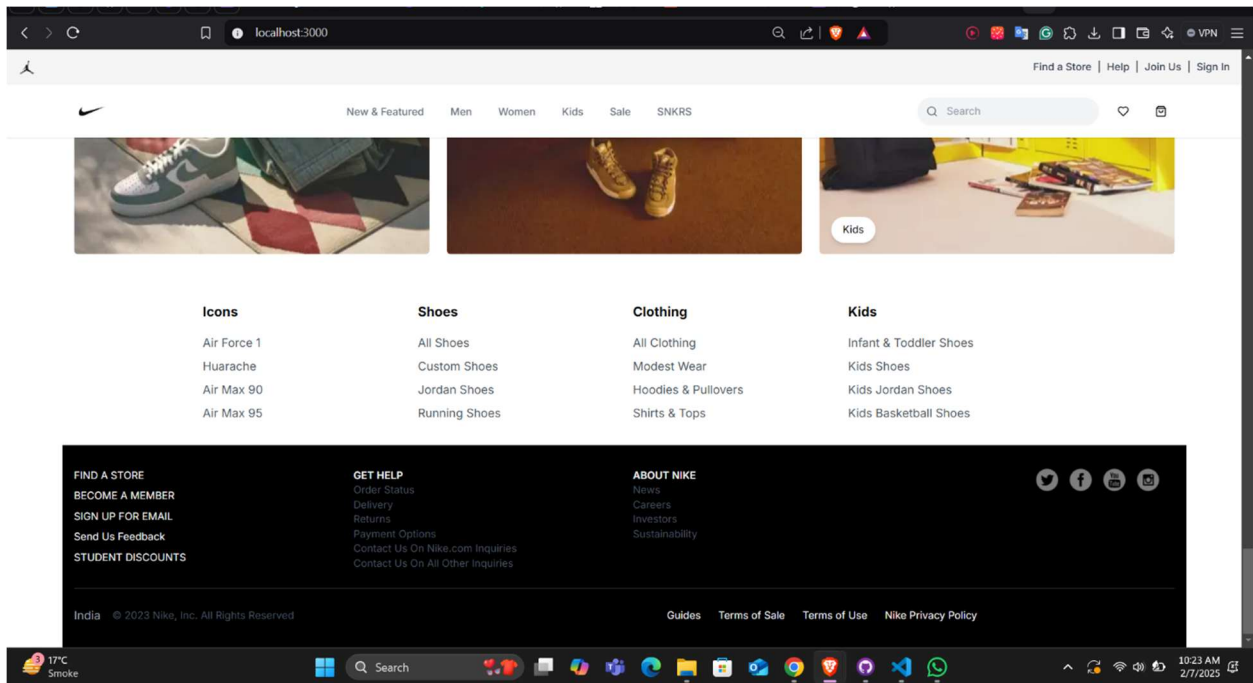 localhost:3000
VPN
Find a Store | Help | Join Us | Sign In
New & Featured Men Women Kids Sale SNKRS
Search
Kids
Icons Shoes Clothing Kids
Air Force 1 All Shoes All Clothing Infant & Toddler Shoes
Huarache Custom Shoes Modest Wear Kids Shoes
Air Max 90 Jordan Shoes Hoodies & Pullovers Kids Jordan Shoes
Air Max 95 Running Shoes Shirts & Tops Kids Basketball Shoes
FIND A STORE
BECOME A MEMBER
SIGN UP FOR EMAIL
Send Us Feedback
STUDENT DISCOUNTS
GET HELP
Order Status
Delivery
Returns
Payment Options
Contact Us On Nike.com Inquiries
Contact Us On All Other Inquiries
ABOUT NIKE
News
Careers
Investors
Sustainability
You
Tube
India © 2023 Nike, Inc. All Rights Reserved
Guides Terms of Sale Terms of Use Nike Privacy Policy
3
17°C
Smoke
Search
10:23 AM
2/7/2025